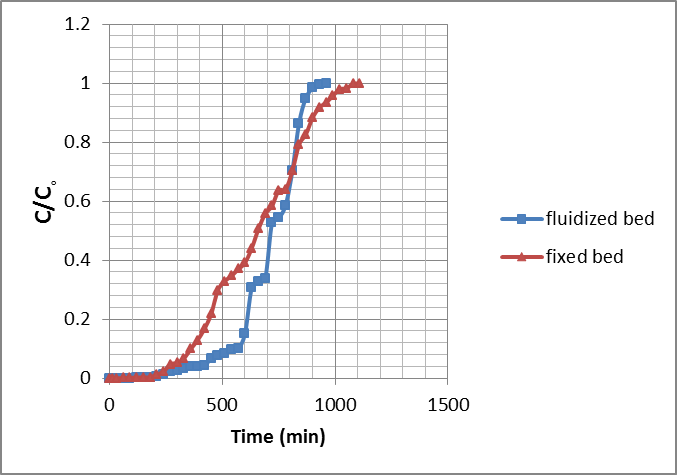 1.2
1
0.8
0.6
0.4
0.2
0
C/C。
0 500 1000 1500
Time (min)
fluidized bed
fixed bed